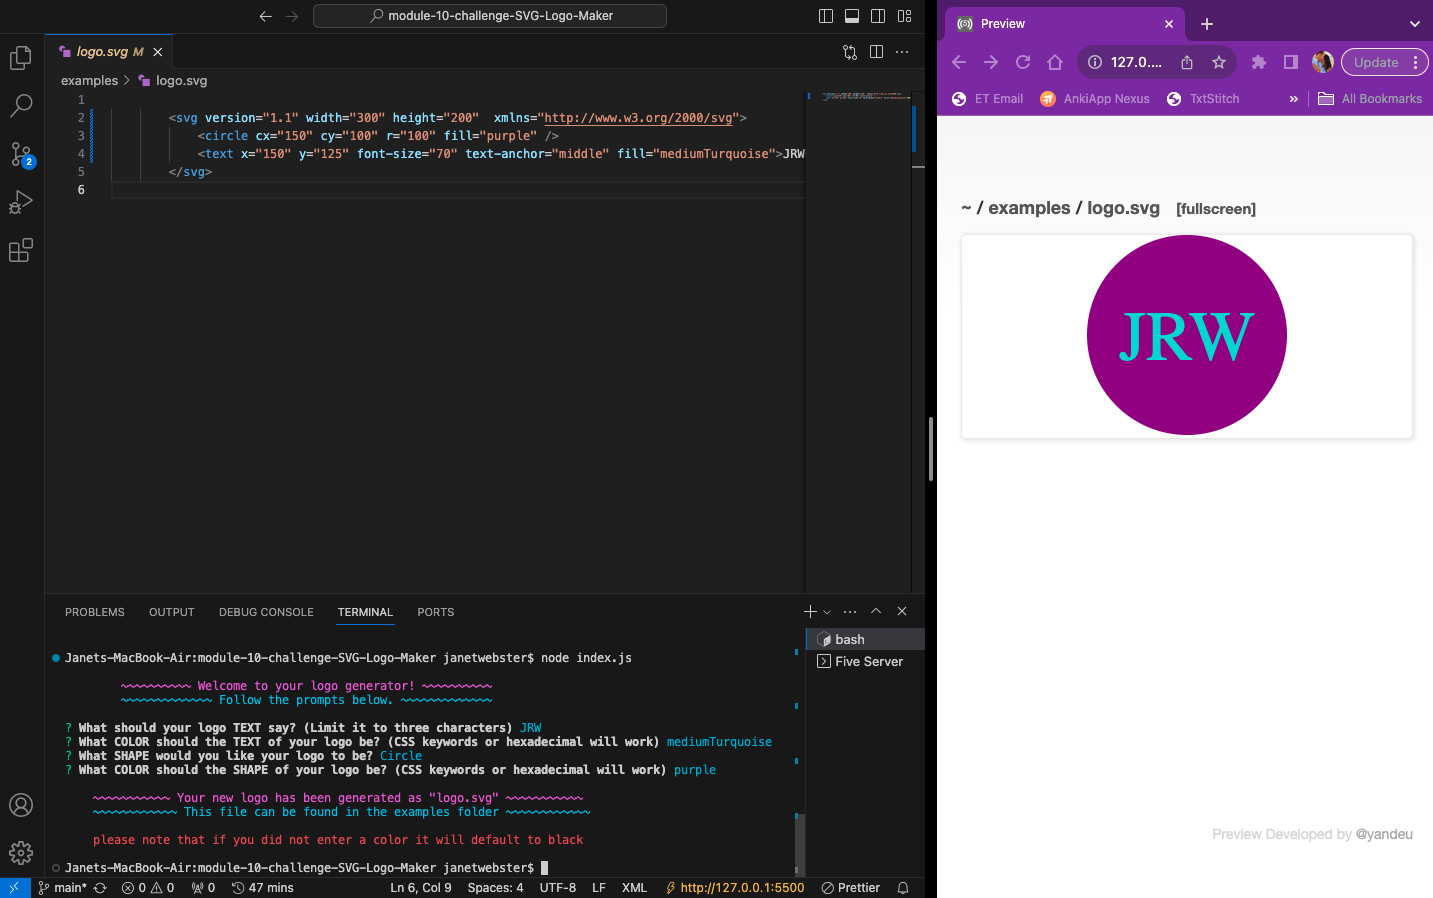 module-10-challenge-SVG-Logo-Maker
logo.svg M
examples > logo.svg
1
2 <svg version="1.1" width="300" height="200"  xmlns="http://www.w3.org/2000/svg">
3 <circle cx="150" cy="100" r="100" fill="purple" />
4 <text x="150" y="125" font-size="70" text-anchor="middle" fill="mediumTurquoise">JRW
5 </svg>
6
2
PROBLEMS OUTPUT DEBUG CONSOLE TERMINAL PORTS
bash
Five Server
Janets-MacBook-Air:module-10-challenge-SVG-Logo-Maker janetwebster$ node index.js
~~~~~~~~~~ Welcome to your logo generator! ~~~~~~~~~~
~~~~~~~~~~~~~ Follow the prompts below. ~~~~~~~~~~~~~
? What should your logo TEXT say? (Limit it to three characters) JRW
? What COLOR should the TEXT of your logo be? (CSS keywords or hexadecimal will work) mediumTurquoise
? What SHAPE would you like your logo to be? Circle
? What COLOR should the SHAPE of your logo be? (CSS keywords or hexadecimal will work) purple
~~~~~~~~~~~ Your new logo has been generated as "logo.svg" ~~~~~~~~~~~
~~~~~~~~~~~~ This file can be found in the examples folder ~~~~~~~~~~~~
please note that if you did not enter a color it will default to black
Janets-MacBook-Air:module-10-challenge-SVG-Logo-Maker janetwebster$
main* 0 0 0 47 mins Ln 6, Col 9 Spaces: 4 UTF-8 LF XML http://127.0.0.1:5500 Prettier
Preview
127.0.... Update
ET Email AnkiApp Nexus TxtStitch » All Bookmarks
~ / examples / logo.svg [fullscreen]
JRW
Preview Developed by @yandeu